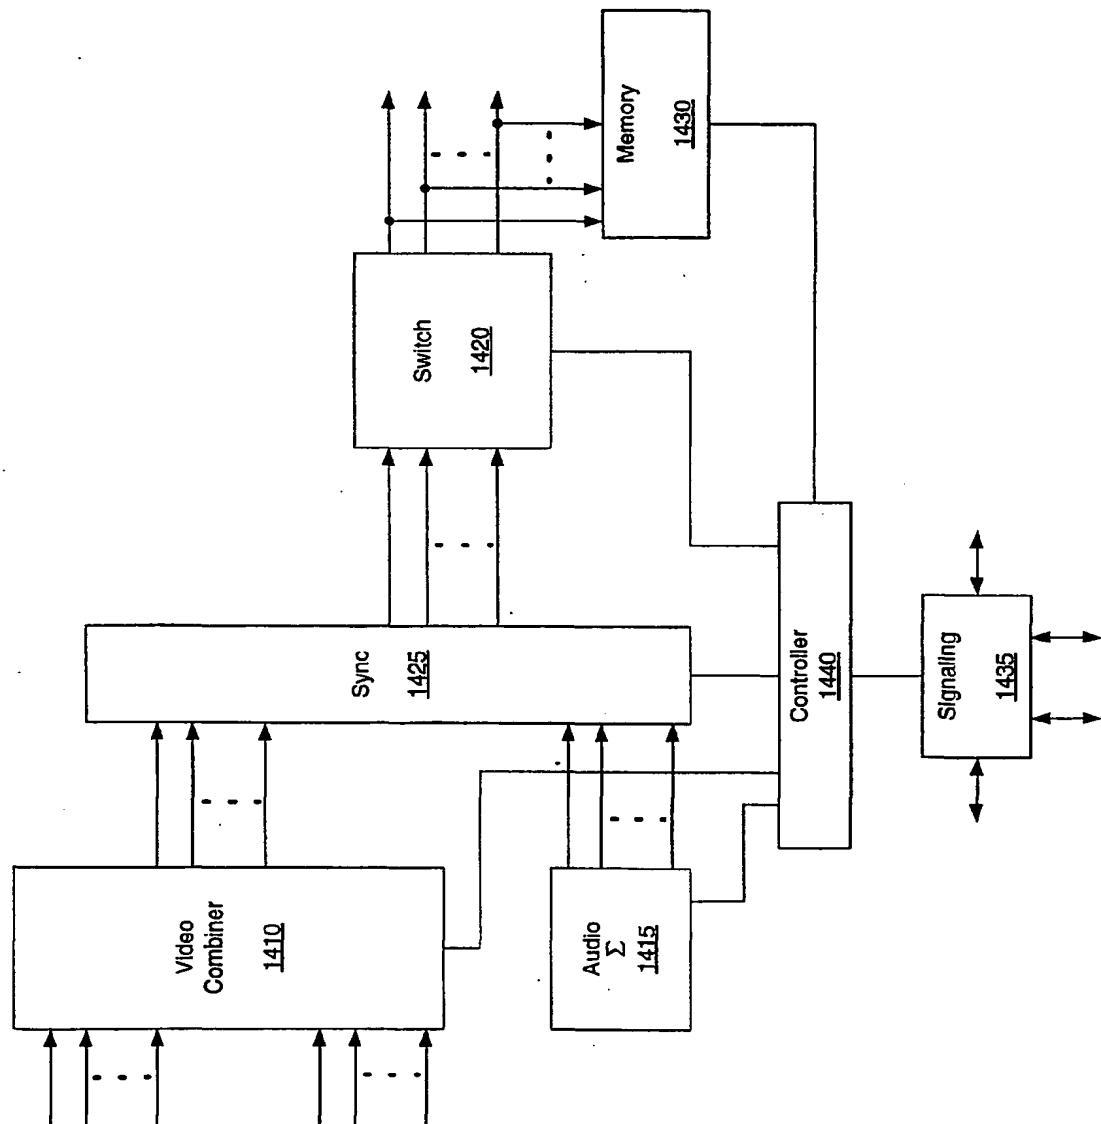 Video
Combiner
1410
Audio
Σ
1415
Sync
1425
Switch
1420
Memory
1430
Controller
1440
Signaling
1435